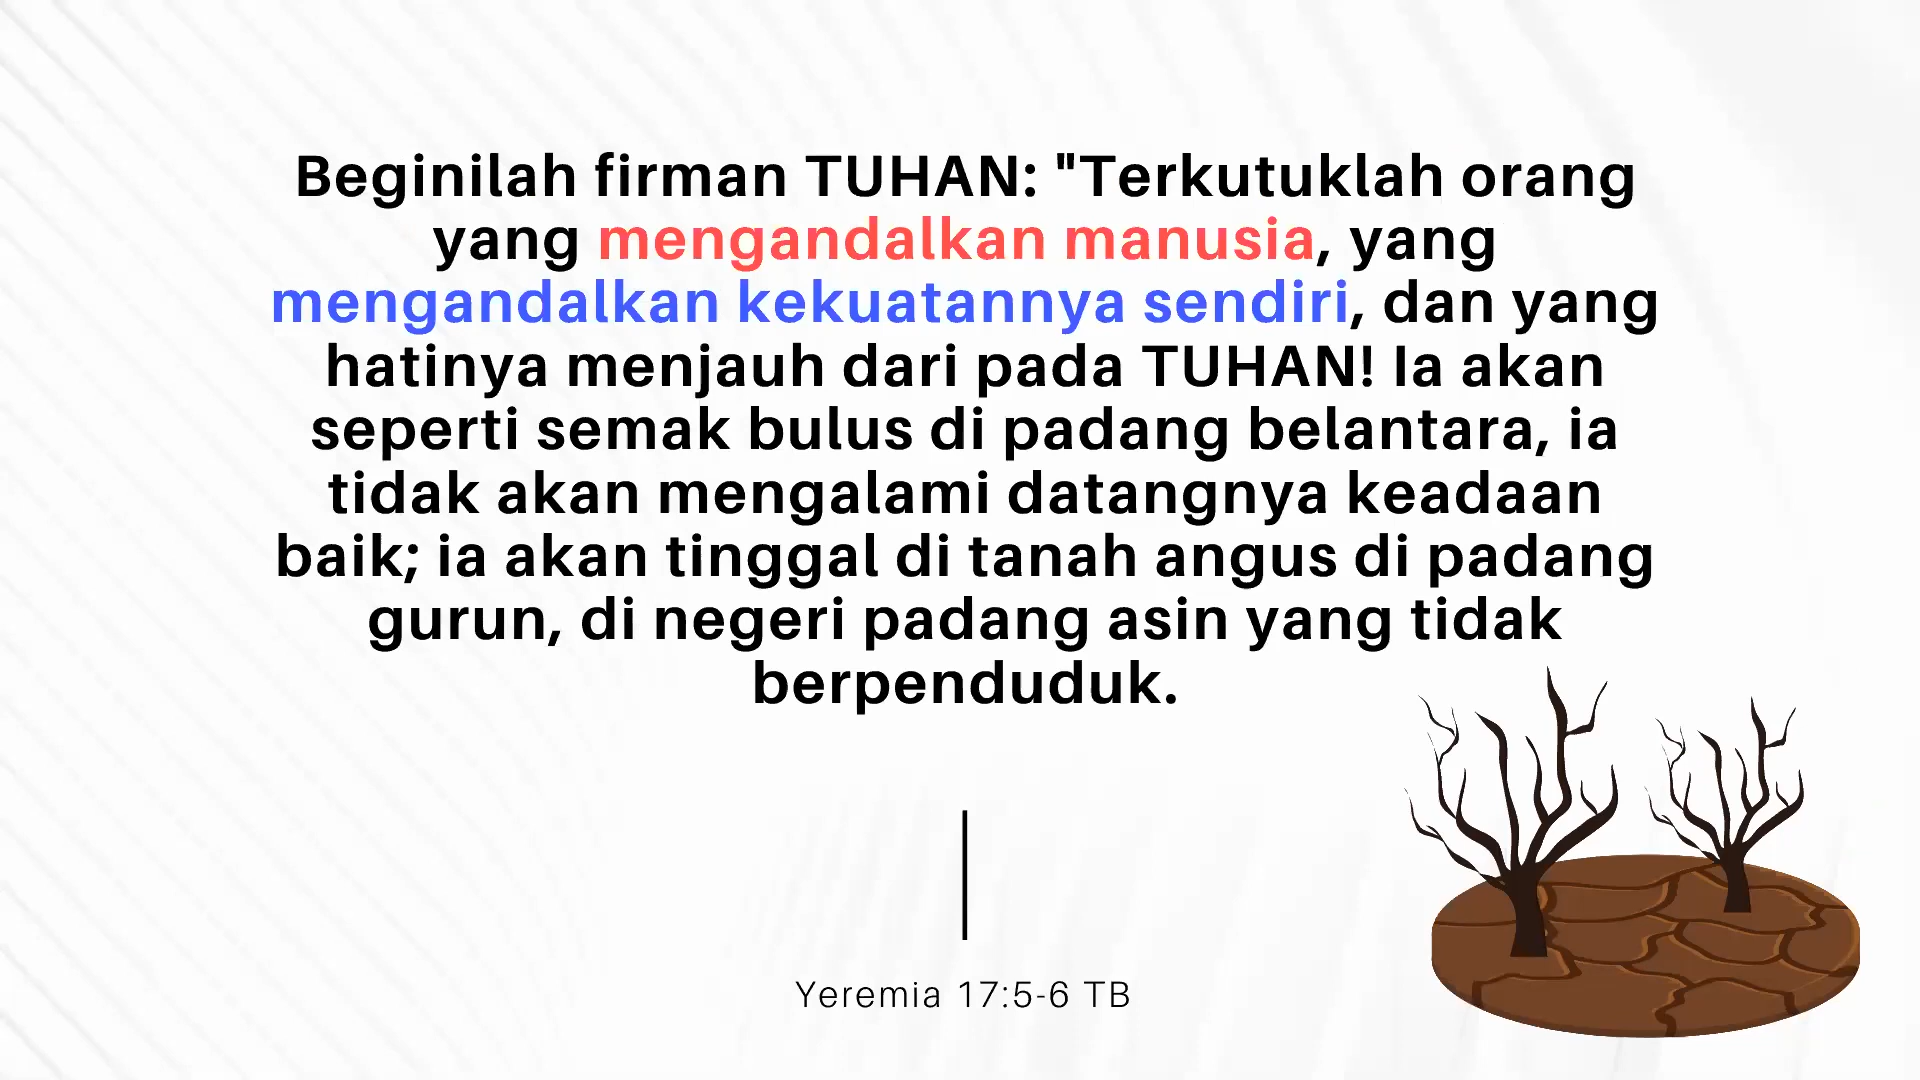 Beginilah firman TUHAN: "Terkutuklah orang
yang mengandalkan manusia, yang
mengandalkan kekuatannya sendiri, dan yang
hatinya menjauh dari pada TUHAN! Ia akan
seperti semak bulus di padang belantara, ia
tidak akan mengalami datangnya keadaan
baik; ia akan tinggal di tanah angus di padang
gurun, di negeri padang asin yang tidak
berpenduduk.
Yeremia 17:5-6 TB